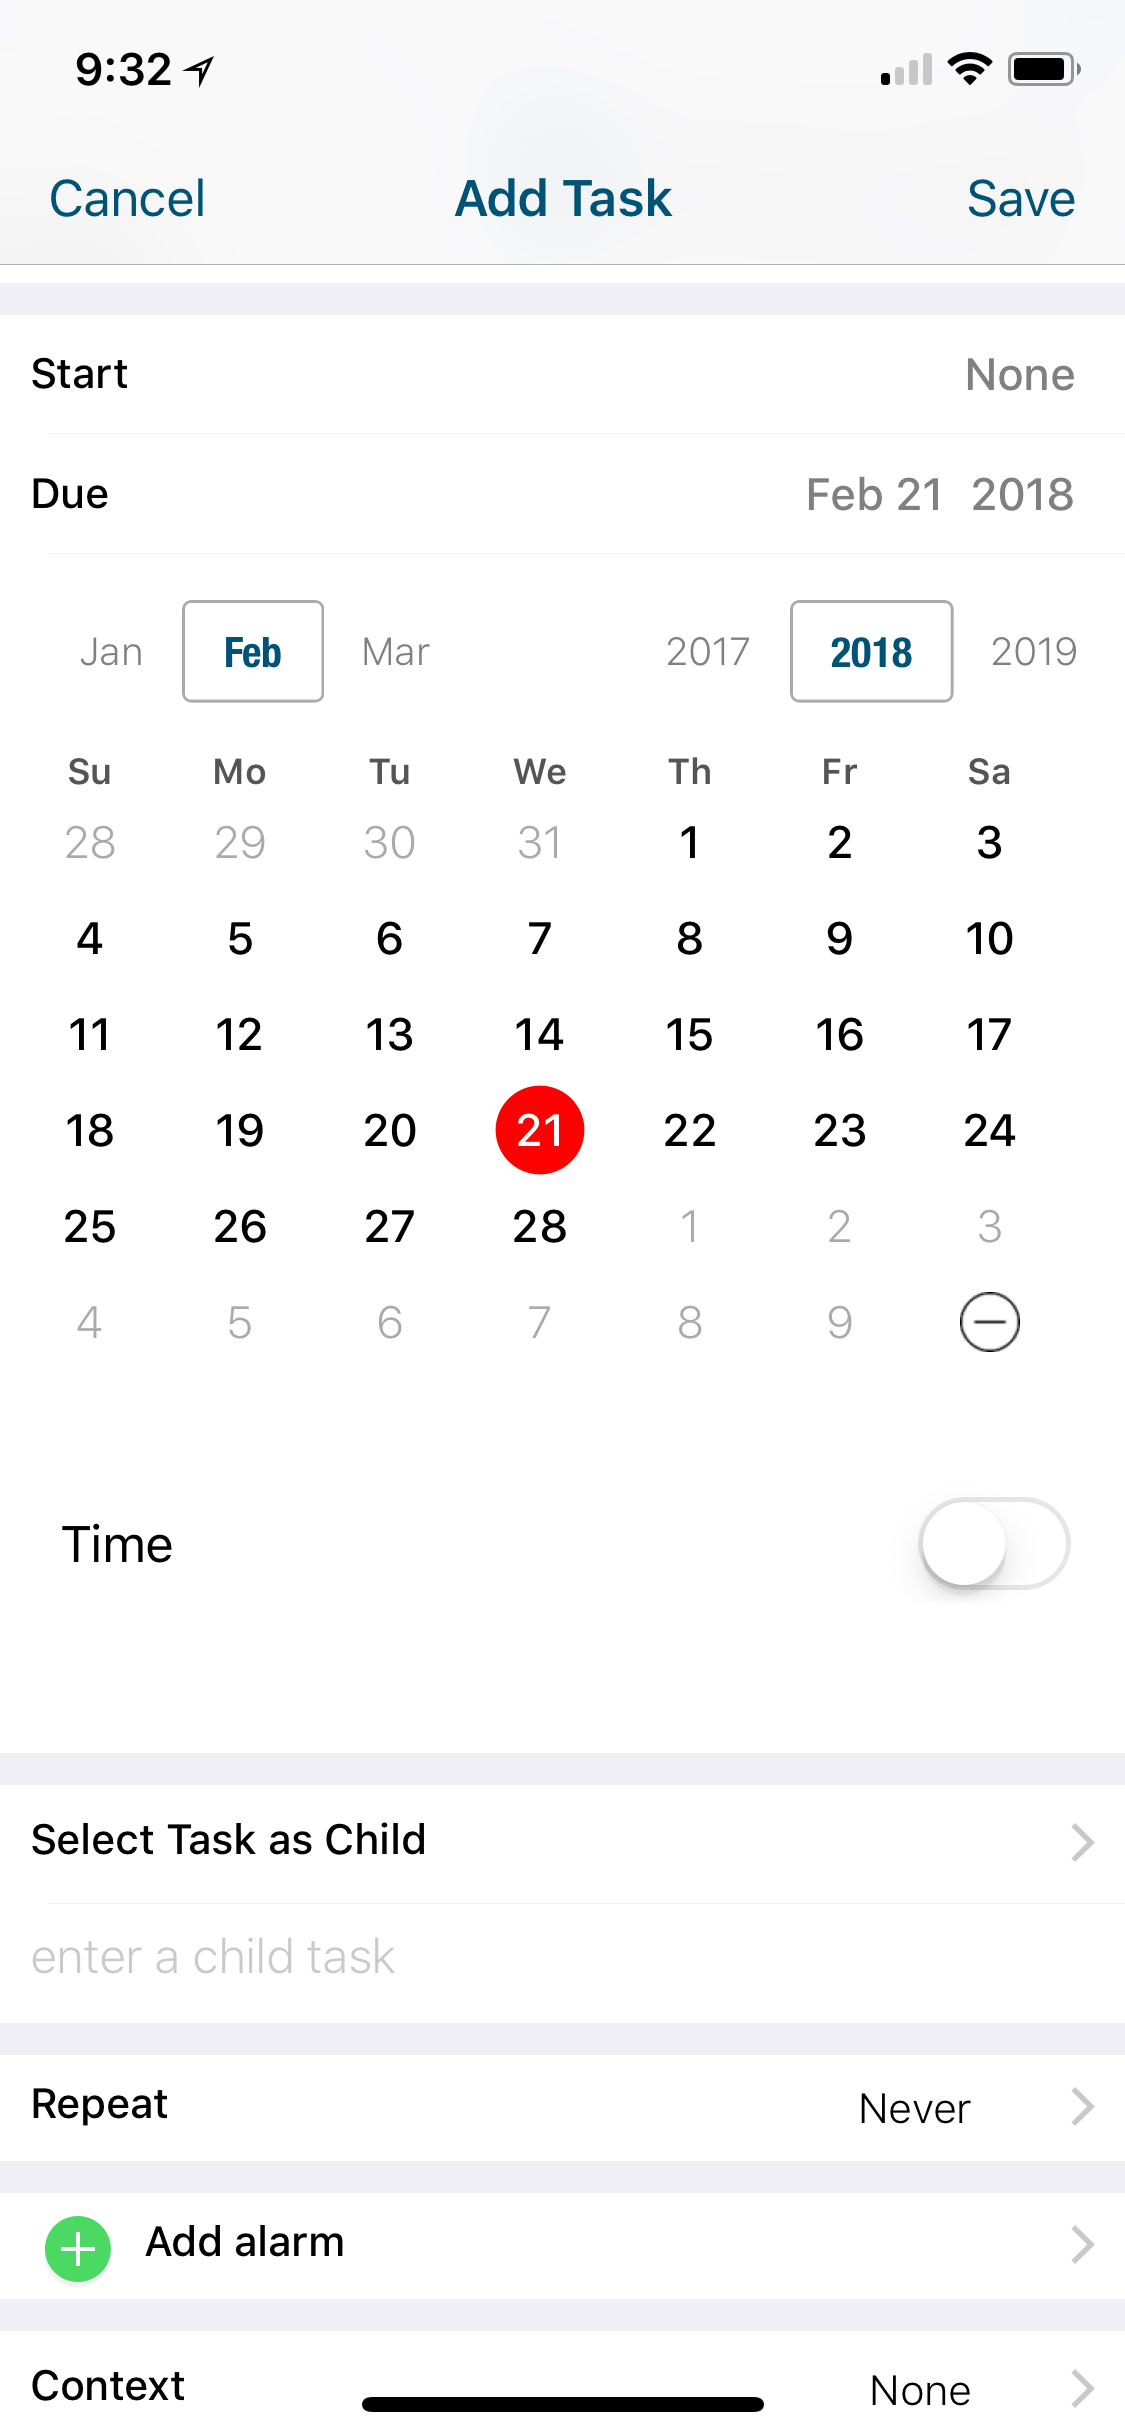 9:32
Cancel Add Task Save
Start None
Due Feb 21 2018
Jan Feb Mar 2017 2018 2019
Su Mo Tu We Th Fr Sa
28 29 30 31 1 2 3
4 5 6 7 8 9 10
11 12 13 14 15 16 17
18 19 20 21 22 23 24
25 26 27 28 1 2 3
4 5 6 7 8 9
Time
Select Task as Child
enter a child task
Repeat Never
Add alarm
Context None